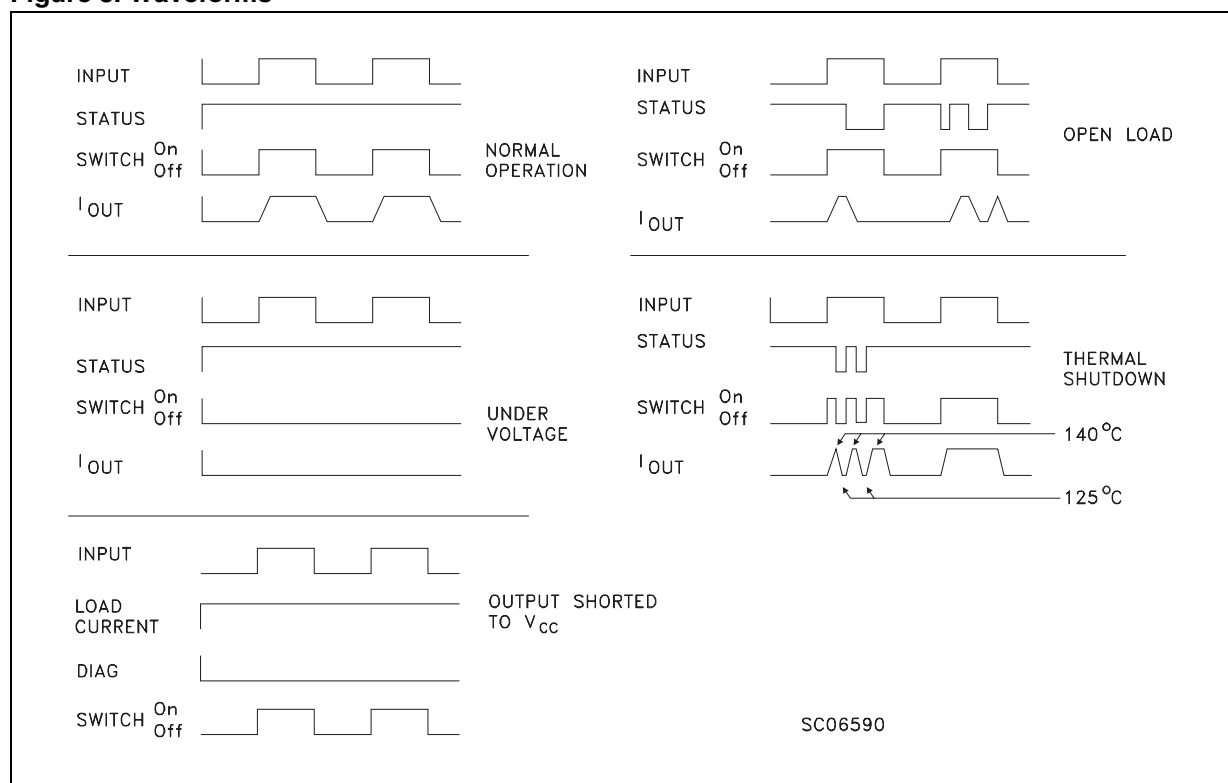 Figure Waveforms
INPUT
STATUS
SWITCH On
Off
I OUT
NORMAL
OPERATION
INPUT
STATUS
SWITCH On
Off
I OUT
OPEN LOAD
INPUT
STATUS
SWITCH On
Off
I OUT
UNDER
VOLTAGE
INPUT
STATUS
SWITCH On
Off
I OUT
THERMAL
SHUTDOWN
140 °C
125 °C
INPUT
LOAD
CURRENT
DIAG
SWITCH On
Off
OUTPUT SHORTED
TO VCC
SC06590